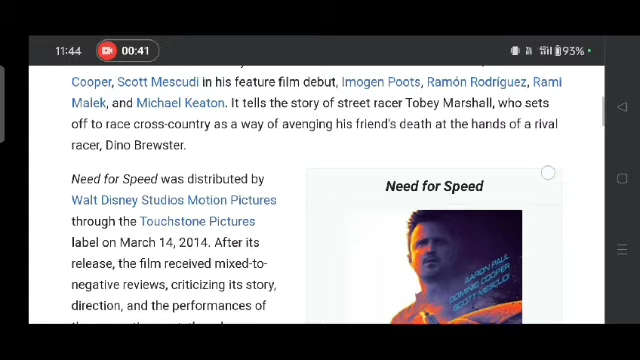 11:44
00:41
93%
Cooper, Scott Mescudi in his feature film debut, Imogen Poots, Ramón Rodríguez, Rami
Malek, and Michael Keaton. It tells the story of street racer Tobey Marshall, who sets
off to race cross-country as a way of avenging his friend's death at the hands of a rival
racer, Dino Brewster.
Need for Speed was distributed by
Walt Disney Studios Motion Pictures
through the Touchstone Pictures
label on March 14, 2014. After its
release, the film received mixed-to-
negative reviews, criticizing its story,
direction, and the performances of
Need for Speed
AARON PAUL
DOMINIC COOPER
SCOTT MESCUDI